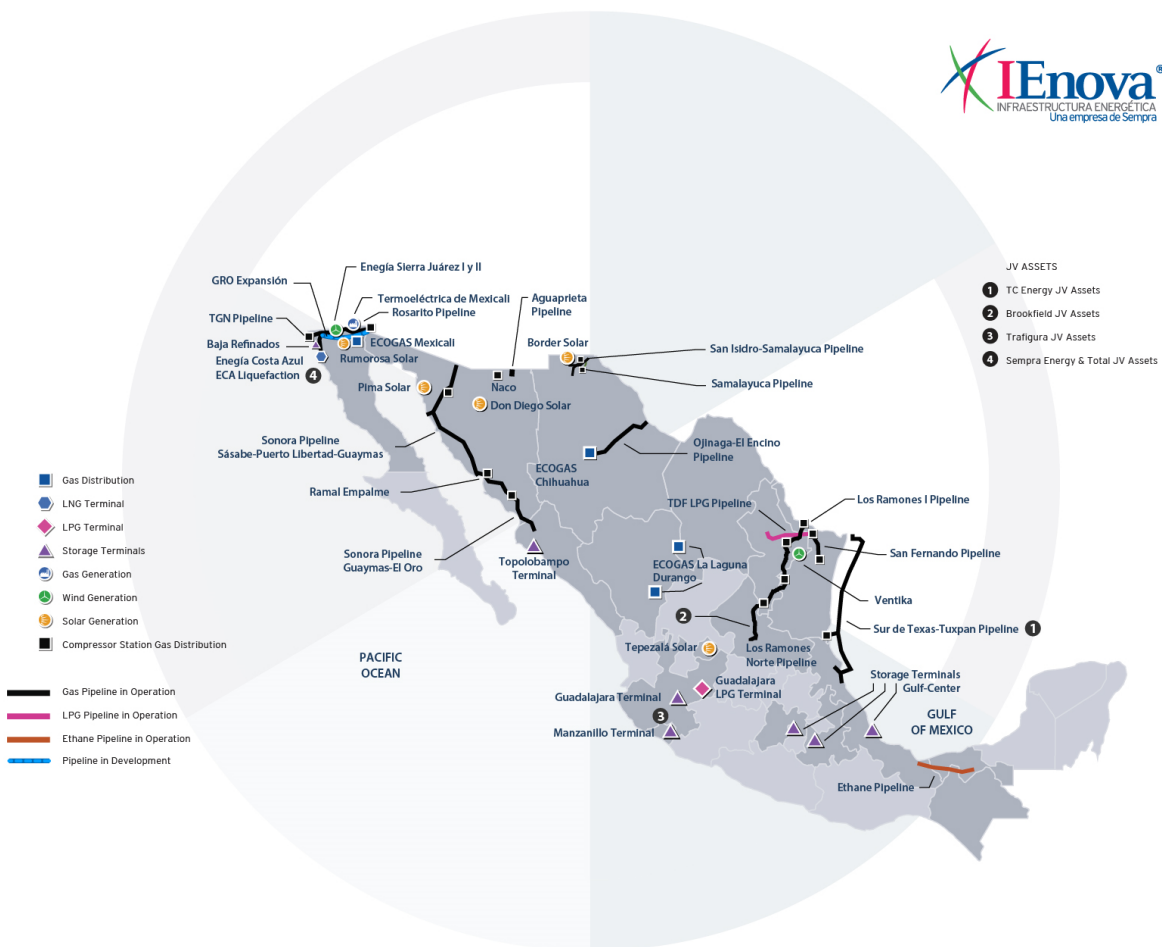 IEnova®
INFRAESTRUCTURA ENERGÉTICA
Una empresa de Sempra
JV ASSETS
1 TC Energy JV Assets
2 Brookfield JV Assets
3 Trafigura JV Assets
4 Sempra Energy & Total JV Assets
Enegía Sierra Juárez I y II
GRO Expansión
Termoeléctrica de Mexicali
Rosarito Pipeline
Aguaprieta
Pipeline
TGN Pipeline
Baja Refinados
ECOGAS Mexicali
Border Solar
San Isidro-Samalayuca Pipeline
Enegía Costa Azul
ECA Liquefaction
4
Rumorosa Solar
Samalayuca Pipeline
Pima Solar
Naco
Don Diego Solar
Sonora Pipeline
Sásabe-Puerto Libertad-Guaymas
Ojinaga-El Encino
Pipeline
ECOGAS
Chihuahua
Ramal Empalme
TDF LPG Pipeline
Los Ramones I Pipeline
Sonora Pipeline
Guaymas-El Oro
Topolobampo
Terminal
ECOGAS La Laguna
Durango
San Fernando Pipeline
Ventika
2
Sur de Texas-Tuxpan Pipeline 1
Tepezalá Solar
Los Ramones
Norte Pipeline
PACIFIC
OCEAN
Guadalajara
LPG Terminal
Storage Terminals
Gulf-Center
Guadalajara Terminal
3
Manzanillo Terminal
GULF
OF MEXICO
Ethane Pipeline
Gas Distribution
LNG Terminal
LPG Terminal
Storage Terminals
Gas Generation
Wind Generation
Solar Generation
Compressor Station Gas Distribution
Gas Pipeline in Operation
LPG Pipeline in Operation
Ethane Pipeline in Operation
Pipeline in Development